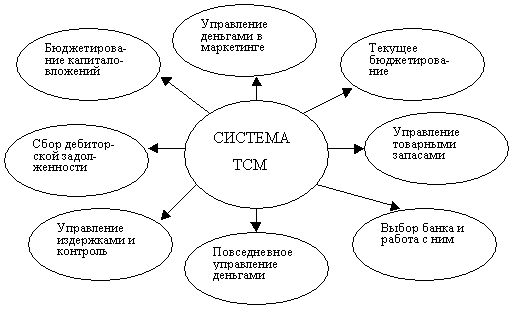 Управление
деньгами в
маркетинге
Бюджетирова-
ние капитало-
вложений
Текущее
бюджетирова-
ние
СИСТЕМА
ТСМ
Сбор дебитор-
ской задол-
женности
Управление
товарными
запасами
Управление
издержками и
контроль
Повседневное
управление
деньгами
Выбор банка и
работа с ним